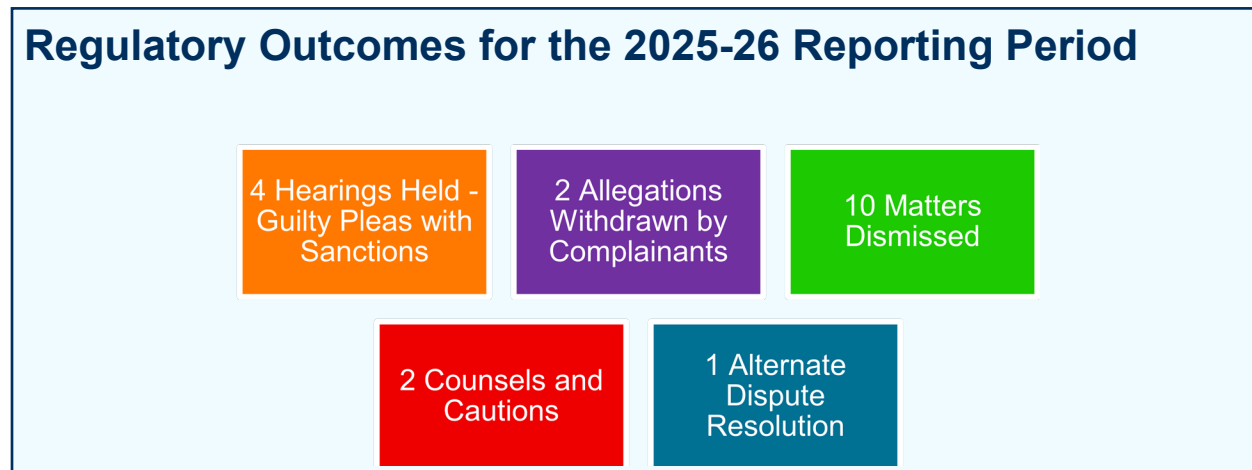 Regulatory Outcomes for the 2025-26 Reporting Period
4 Hearings Held -
Guilty Pleas with
Sanctions
2 Allegations
Withdrawn by
Complainants
10 Matters
Dismissed
2 Counsels and
Cautions
1 Alternate
Dispute
Resolution